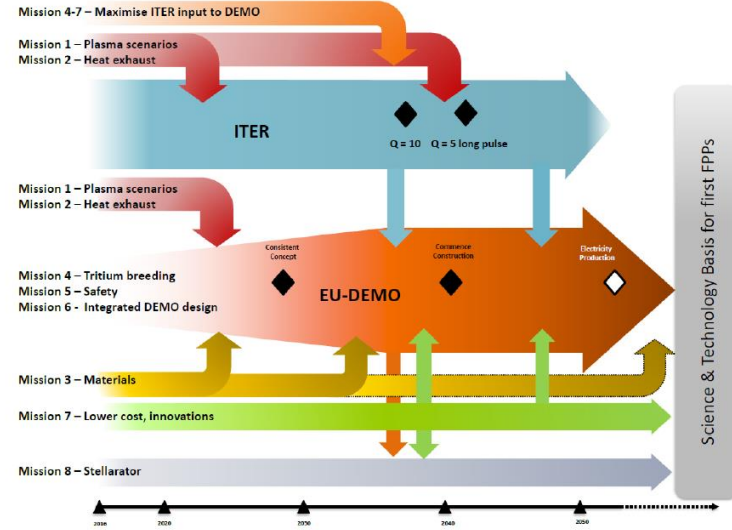 Mission 4-7 – Maximise ITER input to DEMO
Mission 1 – Plasma scenarios
Mission 2 – Heat exhaust
ITER
Q = 10
Q = 5 long pulse
Mission 1 – Plasma scenarios
Mission 2 – Heat exhaust
Consistent
Concept
Commence
Construction
Electricity
Production
Mission 4 – Tritium breeding
Mission 5 – Safety
Mission 6 - Integrated DEMO design
EU-DEMO
Mission 3 – Materials
Mission 7 – Lower cost, innovations
Mission 8 – Stellarator
Science & Technology Basis for first FPPs
2020
2030
2040
2050